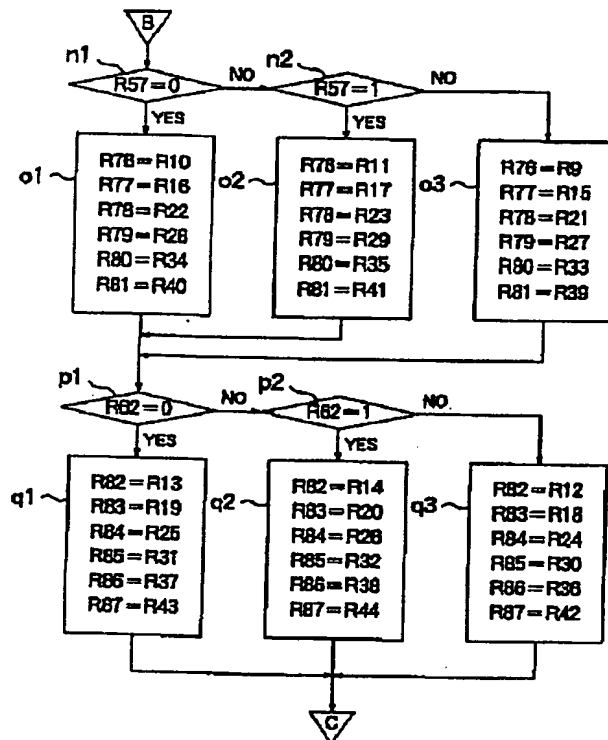 B
n1
R57=0
NO
n2
R57=1
NO
YES
YES
o1
R76=R10
R77=R16
R78=R22
R79=R28
R80=R34
R81=R40
o2
R76=R11
R77=R17
R78=R23
R79=R29
R80=R35
R81=R41
o3
R76=R9
R77=R15
R78=R21
R79=R27
R80=R33
R81=R39
p1
R62=0
NO
p2
R62=1
NO
YES
YES
q1
R82=R13
R83=R19
R84=R25
R85=R31
R86=R37
R87=R43
q2
R82=R14
R83=R20
R84=R26
R85=R32
R86=R38
R87=R44
q3
R82=R12
R83=R18
R84=R24
R85=R30
R86=R36
R87=R42
C